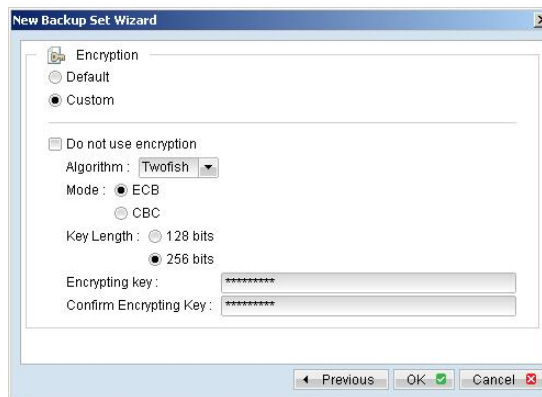 New Backup Set Wizard
Encryption
Default
Custom
Do not use encryption
Algorithm : Twofish
Mode : ECB
CBC
Key Length : 128 bits
256 bits
Encrypting key : *********
Confirm Encrypting Key : *********
Previous OK Cancel